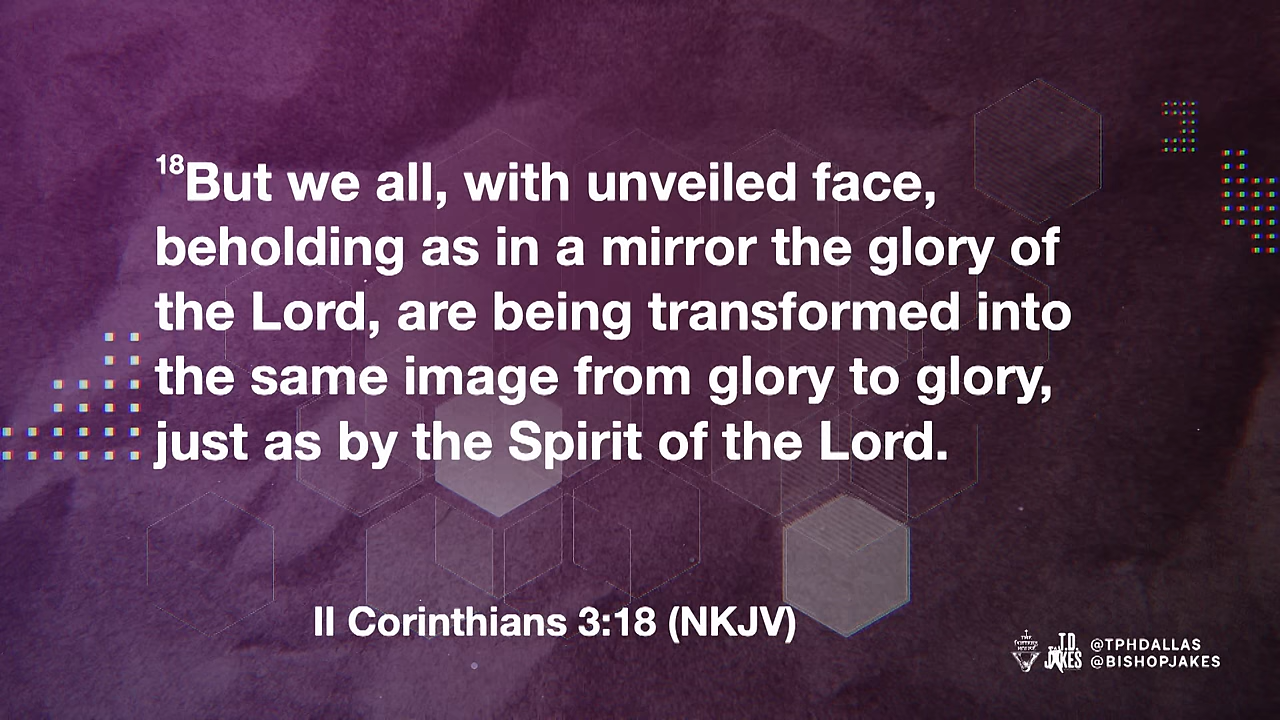 18But we all, with unveiled face,
beholding as in a mirror the glory of
the Lord, are being transformed into
the same image from glory to glory,
just as by the Spirit of the Lord.
II Corinthians 3:18 (NKJV)
T.D.
JAKES
@TPHDALLAS
@BISHOPJAKES